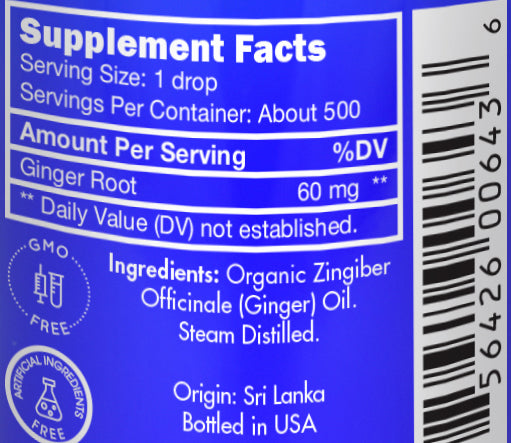 Supplement Facts
Serving Size: 1 drop
Servings Per Container: About 500
Amount Per Serving %DV
Ginger Root 60 mg **
** Daily Value (DV) not established.
GMO
FREE
Ingredients: Organic Zingiber
Officinale (Ginger) Oil.
Steam Distilled.
ARTIFICIAL INGREDIENTS
FREE
Origin: Sri Lanka
Bottled in USA
56426 00643 6